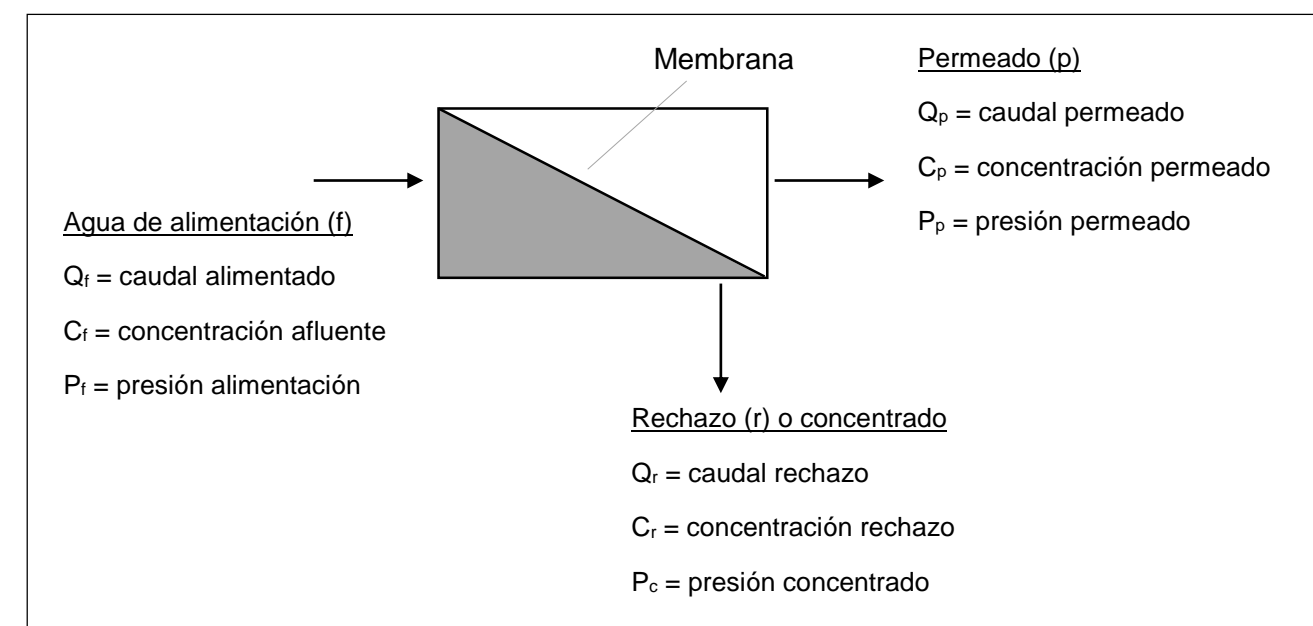 Membrana
Permeado (p)
Qp = caudal permeado
Cp = concentración permeado
Pp = presión permeado
Agua de alimentación (f)
Qf = caudal alimentado
Cf = concentración afluente
Pf = presión alimentación
Rechazo (r) o concentrado
Qr = caudal rechazo
Cr = concentración rechazo
Pc = presión concentrado